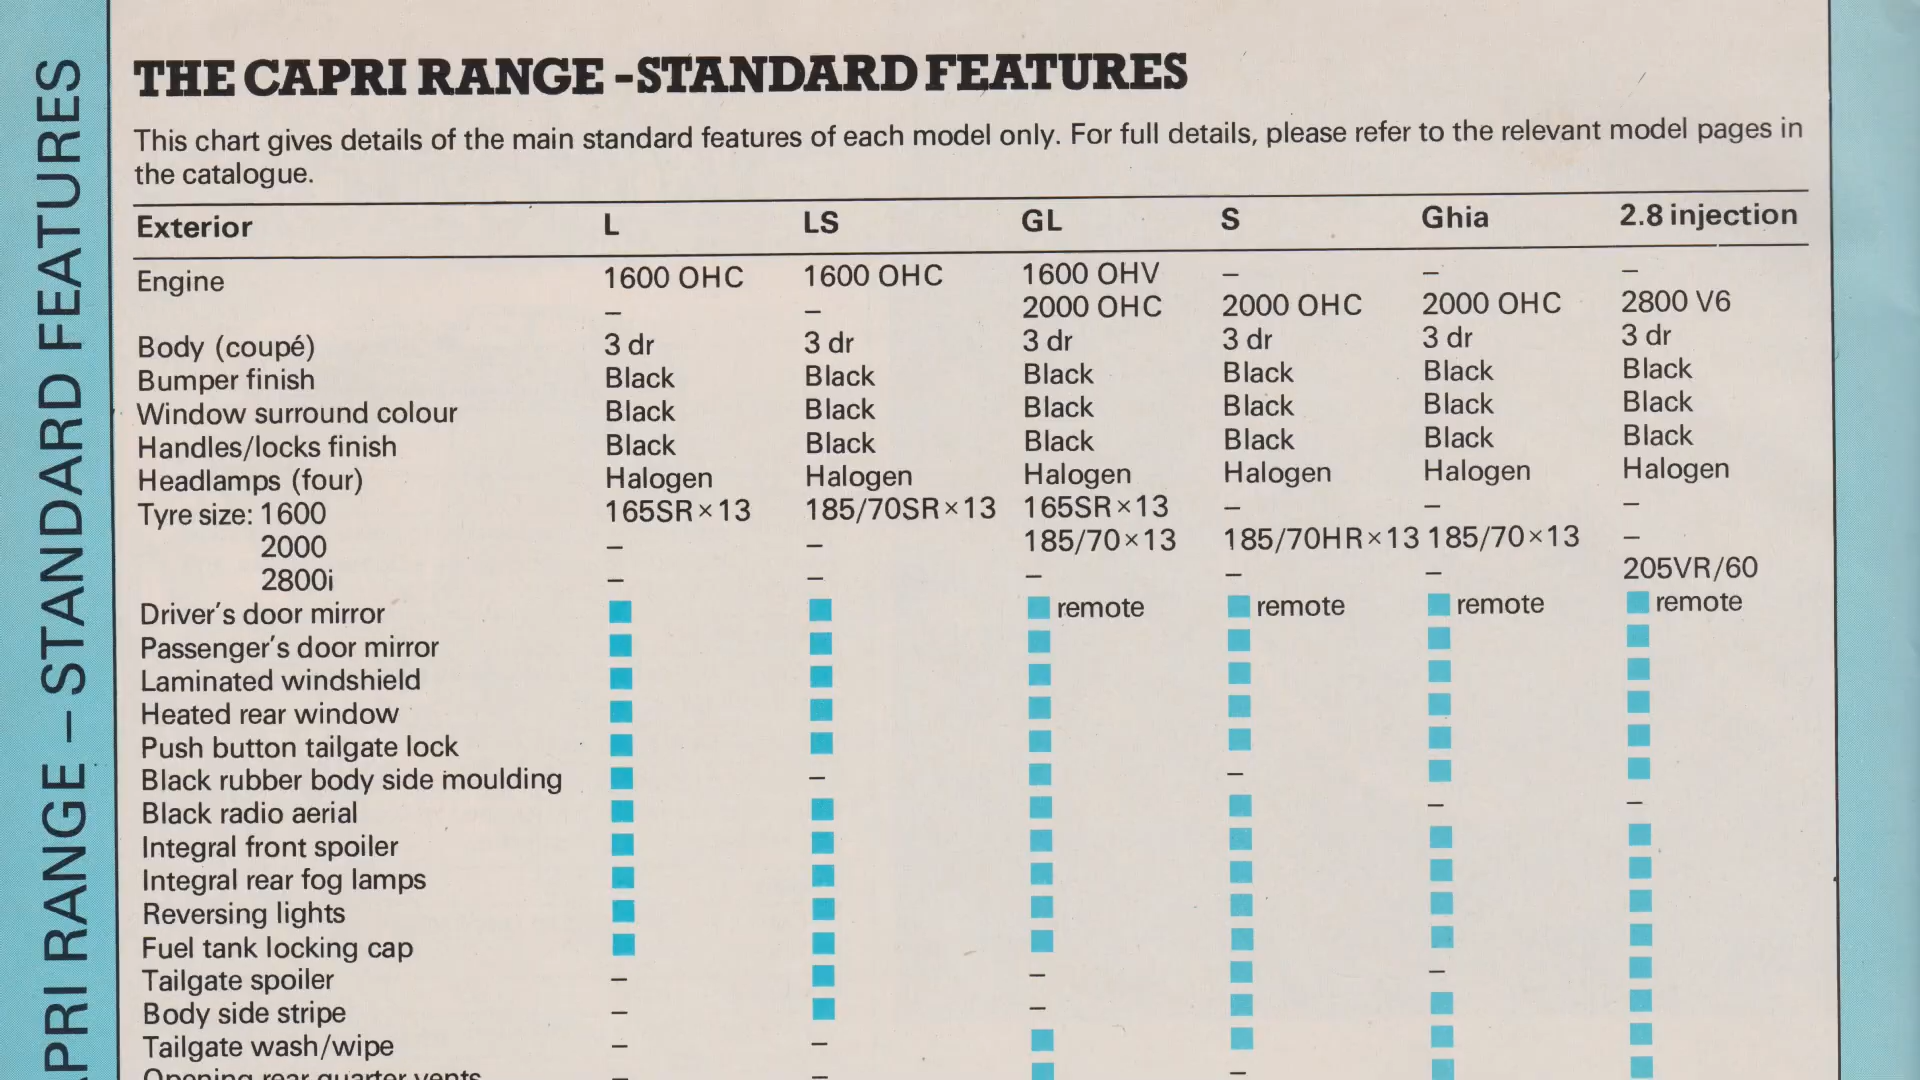 THE CAPRI RANGE -STANDARD FEATURES
This chart gives details of the main standard features of each model only. For full details, please refer to the relevant model pages in
the catalogue.
Exterior L LS GL S Ghia 2.8 injection
Engine 1600 OHC 1600 OHC 1600 OHV – – –
– – 2000 OHC 2000 OHC 2000 OHC 2800 V6
Body (coupé) 3 dr 3 dr 3 dr 3 dr 3 dr 3 dr
Bumper finish Black Black Black Black Black Black
Window surround colour Black Black Black Black Black Black
Handles/locks finish Black Black Black Black Black Black
Headlamps (four) Halogen Halogen Halogen Halogen Halogen Halogen
Tyre size: 1600 165SR×13 185/70SR×13 165SR×13 – – –
2000 – – 185/70×13 185/70HR×13 185/70×13 –
2800i – – – – – 205VR/60
Driver's door mirror ■ ■ ■ remote ■ remote ■ remote ■ remote
Passenger's door mirror ■ ■ ■ ■ ■ ■
Laminated windshield ■ ■ ■ ■ ■ ■
Heated rear window ■ ■ ■ ■ ■ ■
Push button tailgate lock ■ ■ ■ ■ ■ ■
Black rubber body side moulding ■ – ■ – ■ ■
Black radio aerial ■ ■ ■ ■ – –
Integral front spoiler ■ ■ ■ ■ ■ ■
Integral rear fog lamps ■ ■ ■ ■ ■ ■
Reversing lights ■ ■ ■ ■ ■ ■
Fuel tank locking cap ■ ■ ■ ■ ■ ■
Tailgate spoiler – ■ – ■ – ■
Body side stripe – ■ – ■ ■ ■
Tailgate wash/wipe – – ■ ■ ■ ■
Opening rear quarter vents – – ■ – ■ ■
APRI RANGE – STANDARD FEATURES